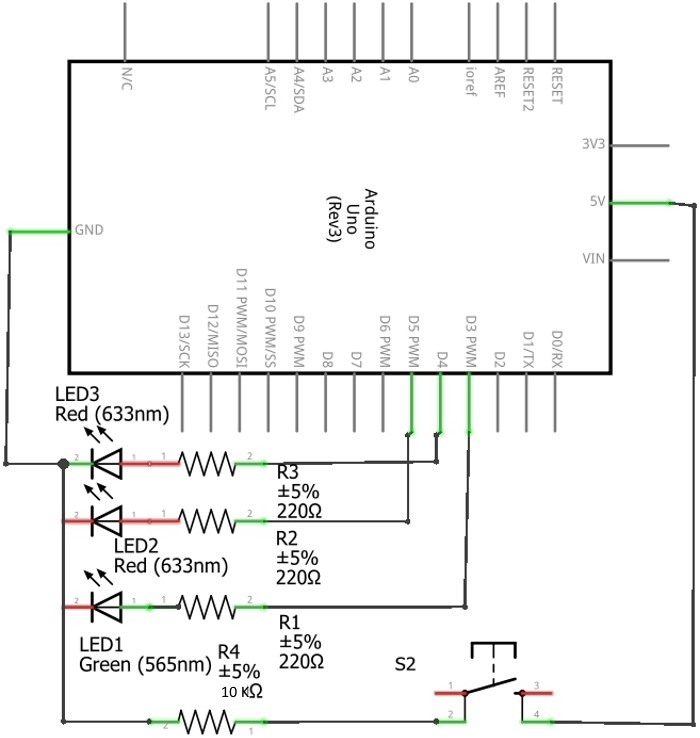 N/C
A5/SCL
A4/SDA
A3
A2
A1
A0
ioref
AREF
RESET2
RESET
3V3
5V
VIN
GND
Arduino
Uno
(Rev3)
D13/SCK
D12/MISO
D11 PWM/MOSI
D10 PWM/SS
D9 PWM
D8
D7
D6 PWM
D5 PWM
D4
D3 PWM
D2
D1/TX
D0/RX
LED3
Red (633nm)
2 1 1 2
R3
±5%
220Ω
2 1 1 2
LED2
Red (633nm)
R2
±5%
220Ω
2 1 1 2
LED1
Green (565nm)
R1
±5%
220Ω
R4
±5%
10 KΩ
S2
1 3
2 4
2 1